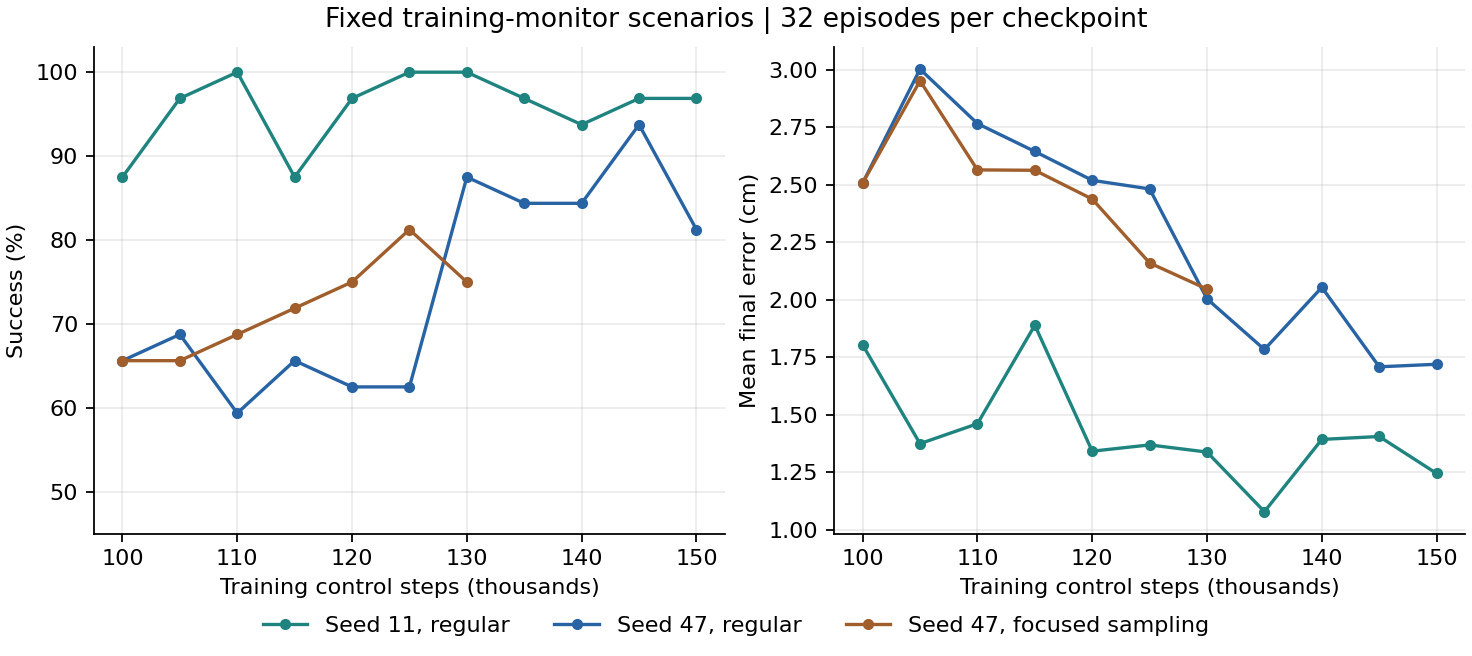 Fixed training-monitor scenarios | 32 episodes per checkpoint
Success (%)
100
90
80
70
60
50
100 110 120 130 140 150
Training control steps (thousands)
Mean final error (cm)
3.00
2.75
2.50
2.25
2.00
1.75
1.50
1.25
1.00
100 110 120 130 140 150
Training control steps (thousands)
Seed 11, regular Seed 47, regular Seed 47, focused sampling